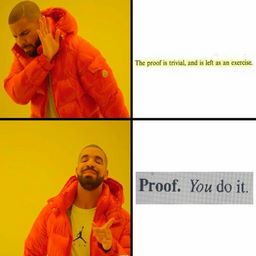 The proof is trivial, and is left as an exercise.
Proof. You do it.